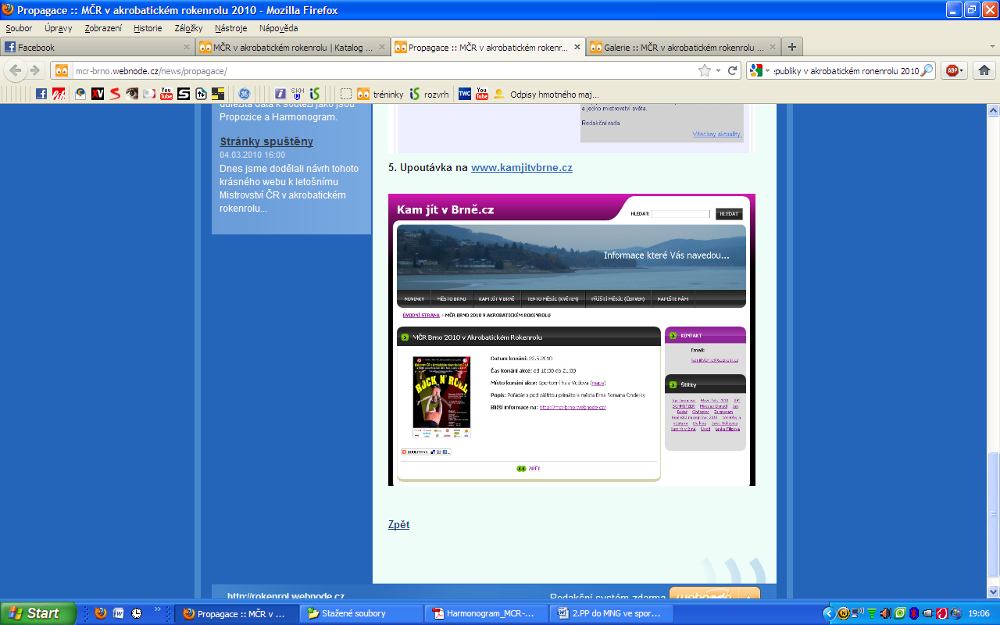 Propagace :: MČR v akrobatickém rokenrolu 2010 - Mozilla Firefox
Soubor Úpravy Zobrazení Historie Záložky Nástroje Nápověda
Facebook
MČR v akrobatickém rokenrolu | Katalog ...
Propagace :: MČR v akrobatickém rokenr...
Galerie :: MČR v akrobatickém rokenrolu ...
mcr-brno.webnode.cz/news/propagace/
:publiky v akrobatickém ronenrolu 2010
ABP
tréninky
rozvrh
TWC
You Tube
Odpisy hmotného maj...
důležitá data k soutěži jako jsou
Propozice a Harmonogram.
Stránky spuštěny
04.03.2010 16:00
Dnes jsme dodělali návrh tohoto
krásného webu k letošnímu
Mistrovství ČR v akrobatickém
rokenrolu...
a jedno mistrovství světa.
Redakční rada
Všechny aktuality.
5. Upoutávka na www.kamjitvbrne.cz
Kam jít v Brně.cz
HLEDAT:
HLEDAT
Informace které Vás navedou...
NOVINKY
MĚSTO BRNO
KAM JÍT V BRNĚ
TENTO MĚSÍC (KVĚTEN)
PŘÍŠTÍ MĚSÍC (ČERVEN)
NAPIŠTE NÁM
ÚVODNÍ STRANA > MČR BRNO 2010 V AKROBATICKÉM ROKENROLU
MČR Brno 2010 v Akrobatickém Rokenrolu
Datum konání: 22.5.2010
Čas konání akce: od 10:00 do 21:00
Místo konání akce: Sportovní hala Vodova (mapa)
Popis: Pořádáno pod záštitou primátora města Brna Romana Onderky
Bližší informace na: http://mcr-brno.webnode.cz/
ROCK N' ROLL
BOOKMARK
ZPĚT
KONTAKT
Email:
Štítky
Zpět
http://rokenrol.webnode.cz
Redakční systém zdarma
webnode
Start
Propagace :: MČR v ...
Stažené soubory
Harmonogram_MCR-...
2.PP do MNG ve spor...
19:06